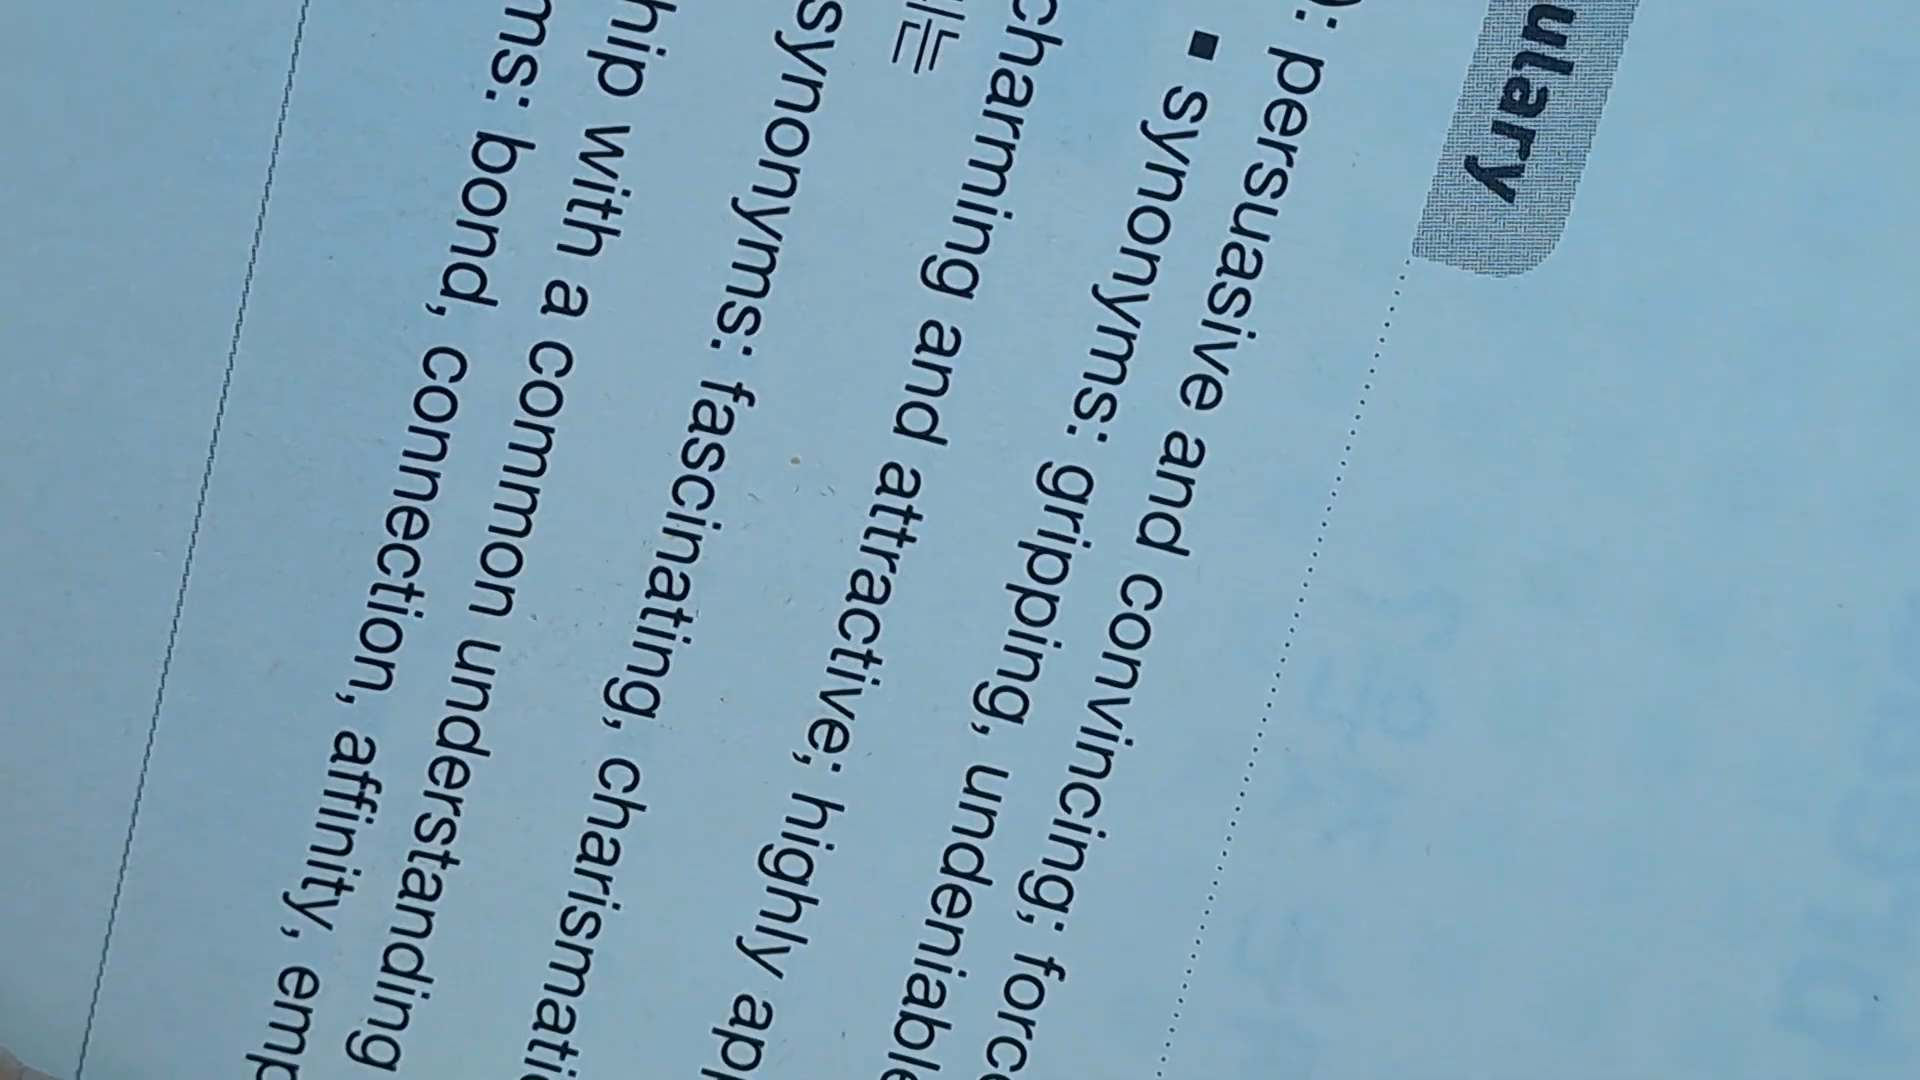 ulary
: persuasive and convincing; forc
▪ synonyms: gripping, undeniabl
charming and attractive; highly ap
는
synonyms: fascinating, charismati
hip with a common understanding
ms: bond, connection, affinity, emp